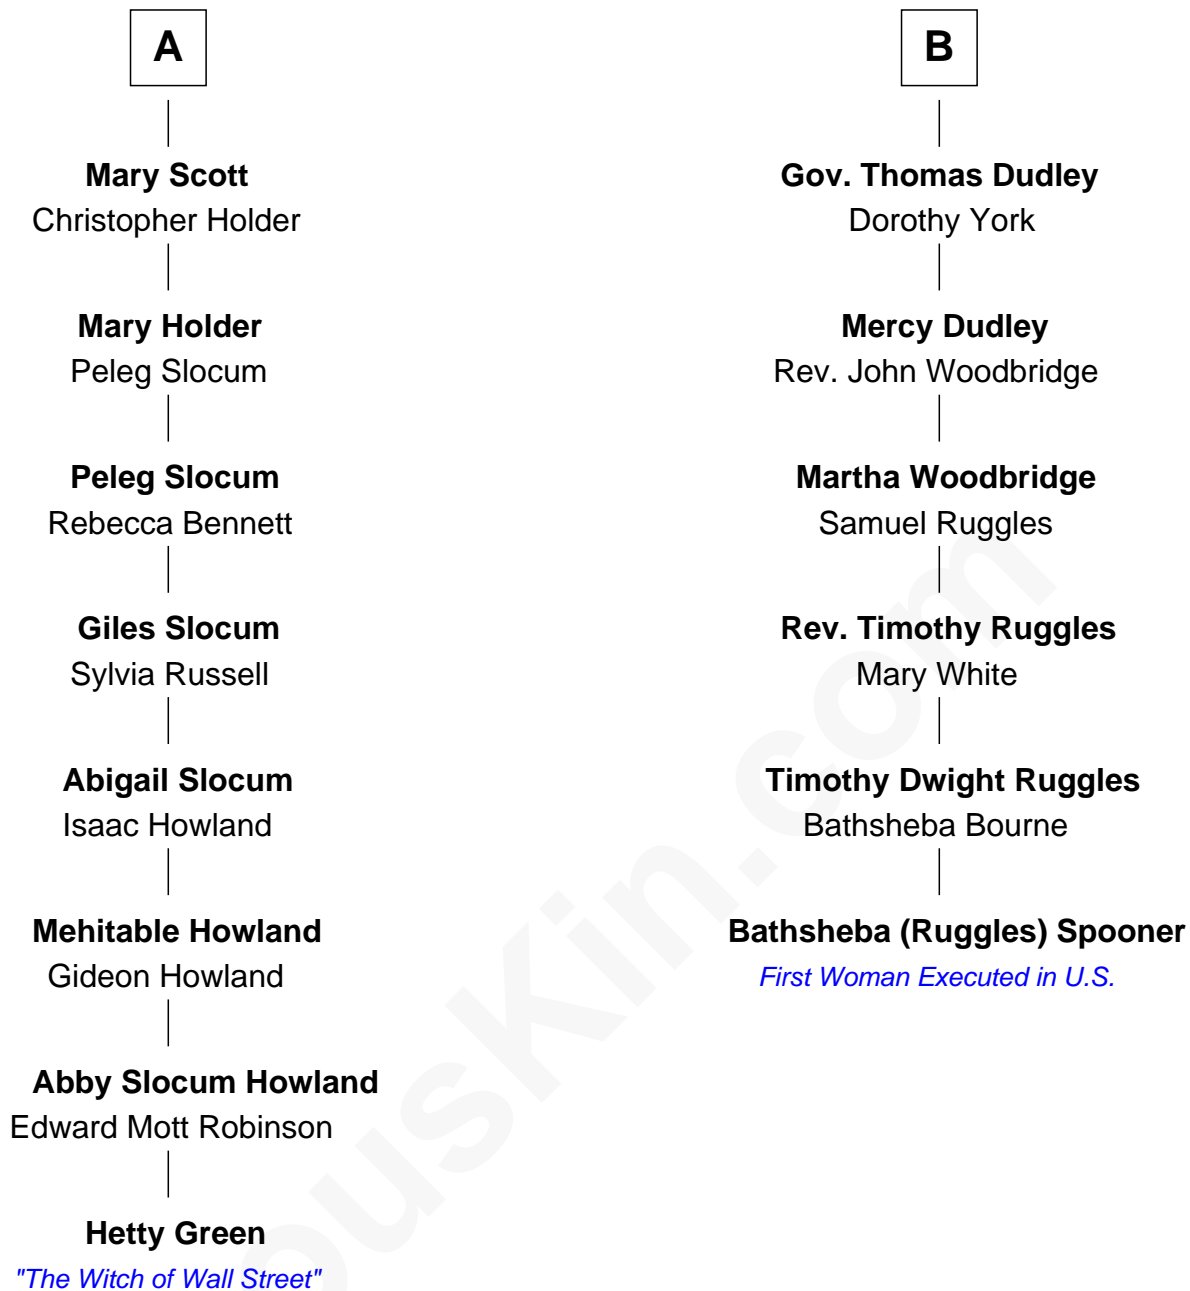 A
Mary Scott
Christopher Holder
Mary Holder
Peleg Slocum
Peleg Slocum
Rebecca Bennett
Giles Slocum
Sylvia Russell
Abigail Slocum
Isaac Howland
Mehitable Howland
Gideon Howland
Abby Slocum Howland
Edward Mott Robinson
Hetty Green
"The Witch of Wall Street"
B
Gov. Thomas Dudley
Dorothy York
Mercy Dudley
Rev. John Woodbridge
Martha Woodbridge
Samuel Ruggles
Rev. Timothy Ruggles
Mary White
Timothy Dwight Ruggles
Bathsheba Bourne
Bathsheba (Ruggles) Spooner
First Woman Executed in U.S.
ousKin.com